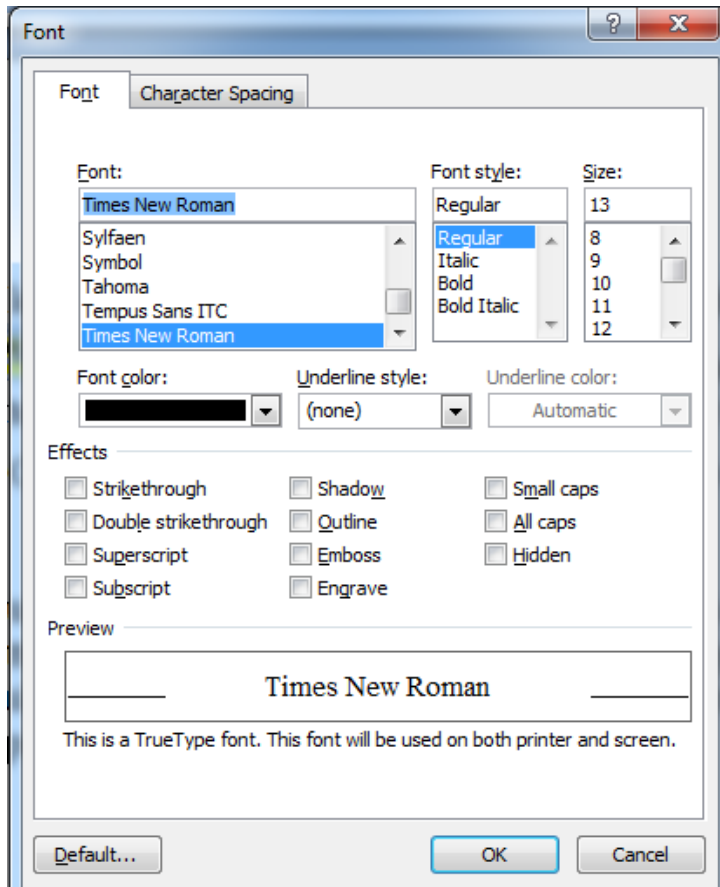 Font
Font Character Spacing
Font: Font style: Size:
Times New Roman Regular 13
Sylfaen Regular 8
Symbol Italic 9
Tahoma Bold 10
Tempus Sans ITC Bold Italic 11
Times New Roman 12
Font color: Underline style: Underline color:
(none) Automatic
Effects
Strikethrough Shadow Small caps
Double strikethrough Outline All caps
Superscript Emboss Hidden
Subscript Engrave
Preview
Times New Roman
This is a TrueType font. This font will be used on both printer and screen.
Default... OK Cancel